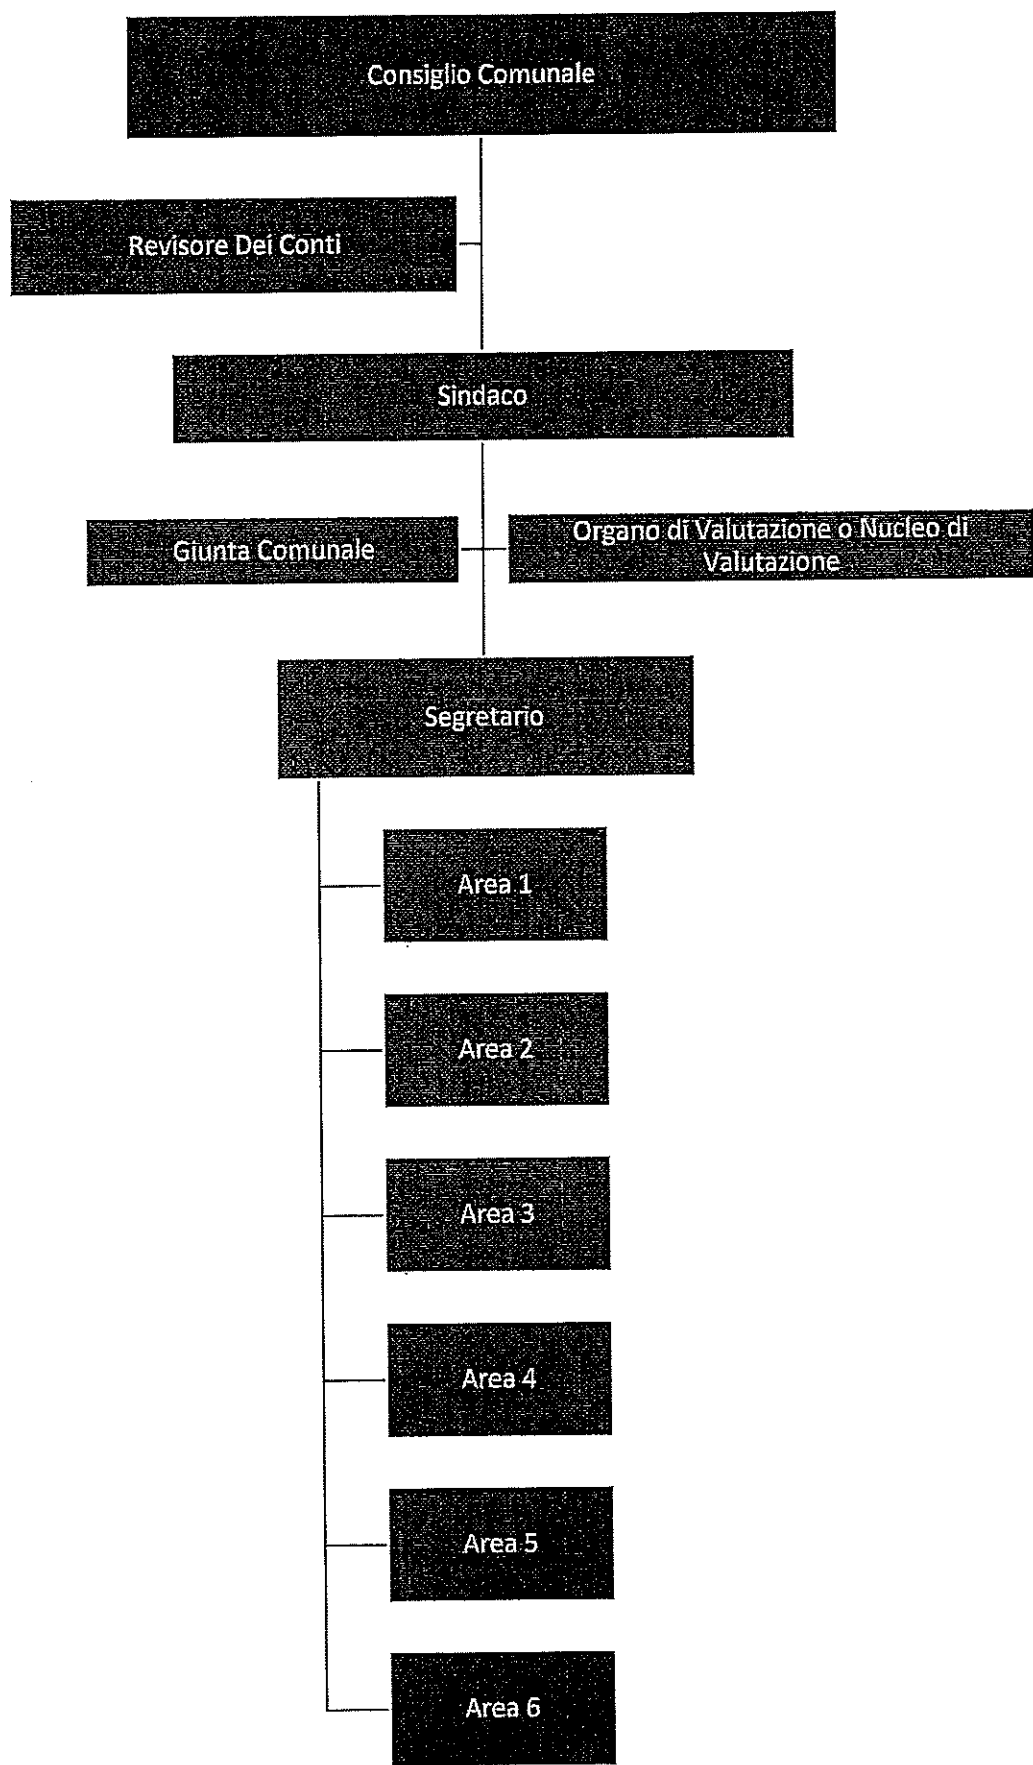 Consiglio Comunale
Revisore Dei Conti
Sindaco
Giunta Comunale
Organo di Valutazione o Nucleo di
Valutazione
Segretario
Area 1
Area 2
Area 3
Area 4
Area 5
Area 6